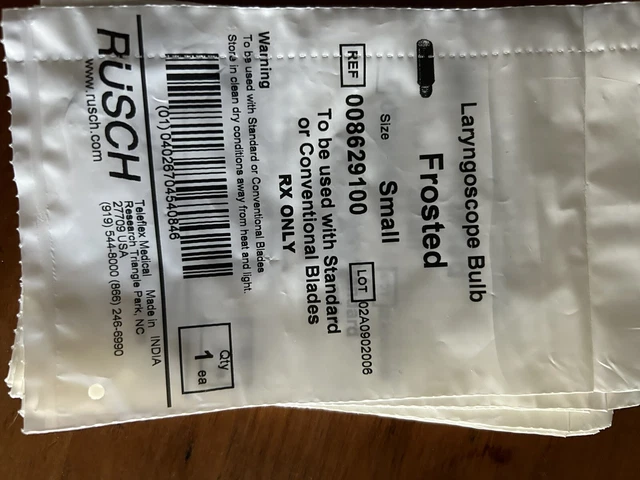 Laryngoscope Bulb
Frosted
Size Small
REF 008629100 LOT 02A0902006
To be used with Standard
or Conventional Blades
RX ONLY
Warning
To be used with Standard or Conventional Blades
Store in clean dry conditions away from heat and light.
(01) 04026704540846
Qty
1 ea
RÜSCH
www.rusch.com
Teleflex Medical Made in INDIA
Research Triangle Park, NC
27709 USA
(919) 544-8000 (866) 246-6990